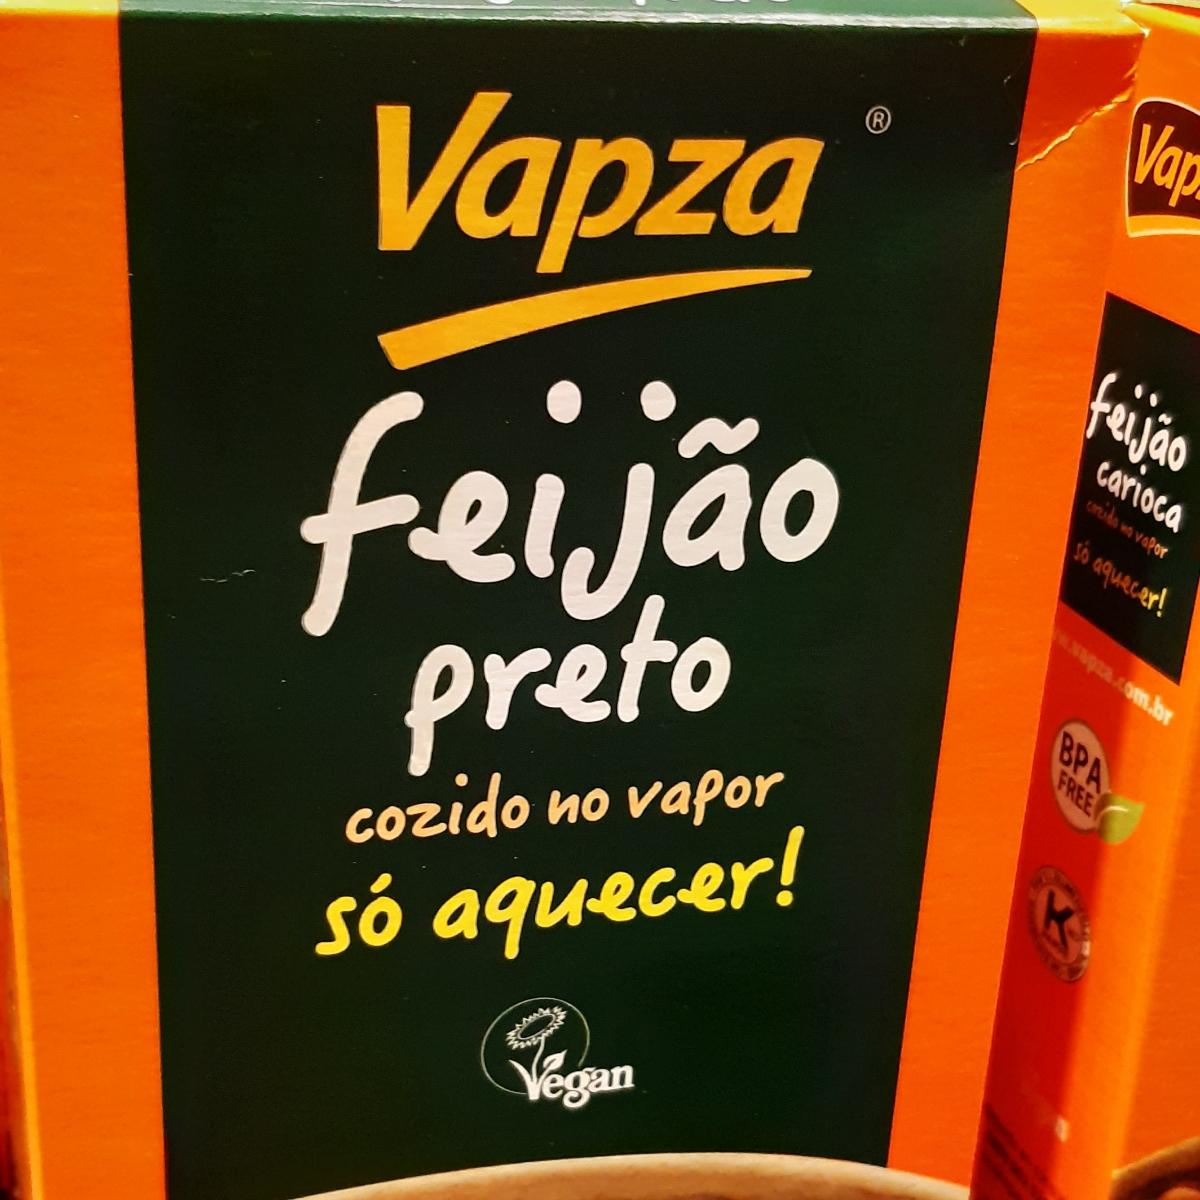 Vapza ®
feijão
preto
cozido no vapor
só aquecer!
Vegan
feijão
carioca
cozido no vapor
só aquecer!
vapza.com.br
BPA
FREE
K